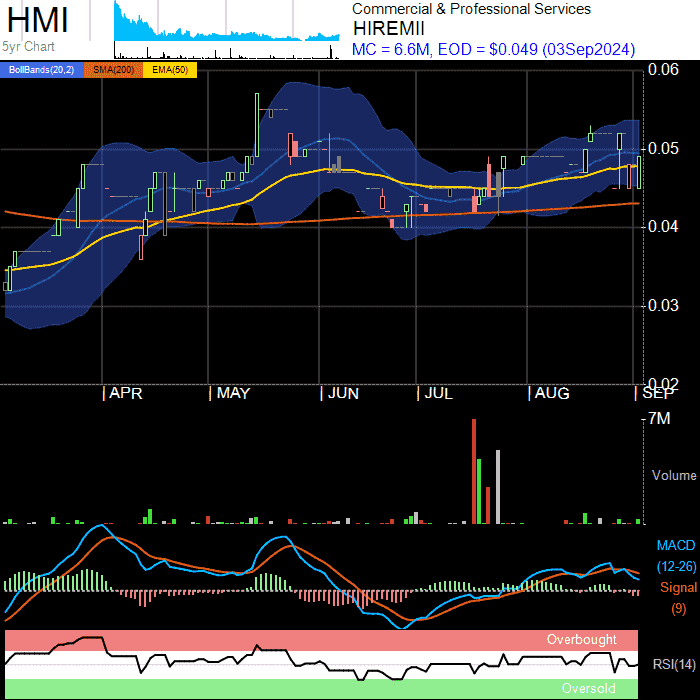 HMI
5yr Chart
Commercial & Professional Services
HIREMII
MC = 6.6M, EOD = $0.049 (03Sep2024)
BollBands(20,2) SMA(200) EMA(50)
0.06
0.05
0.04
0.03
0.02
| APR | MAY | JUN | JUL | AUG | SEP
7M
Volume
MACD
(12-26)
Signal
(9)
Overbought
RSI(14)
Oversold